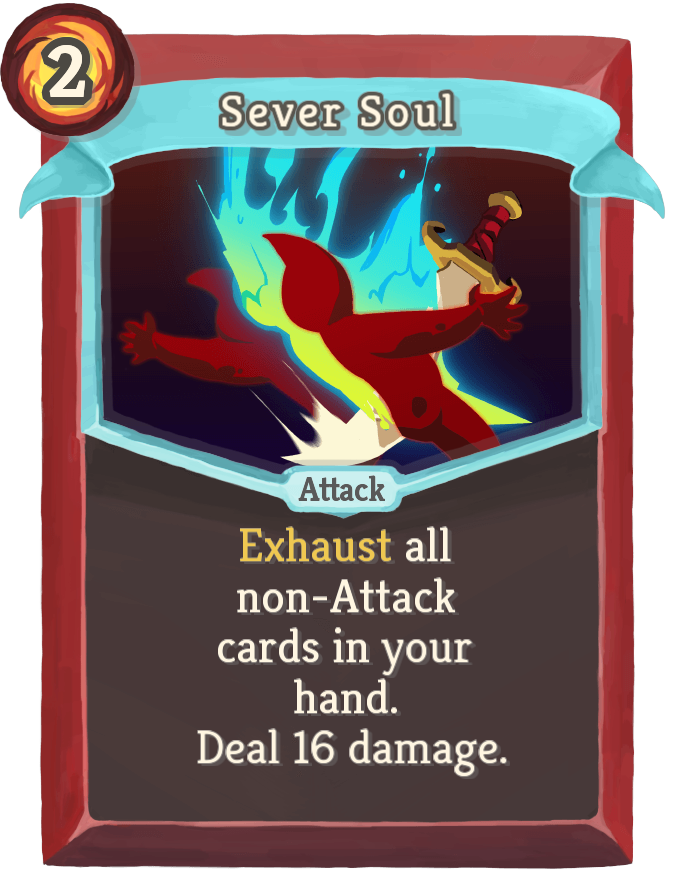 2
Sever Soul
Attack
Exhaust all
non-Attack
cards in your
hand.
Deal 16 damage.